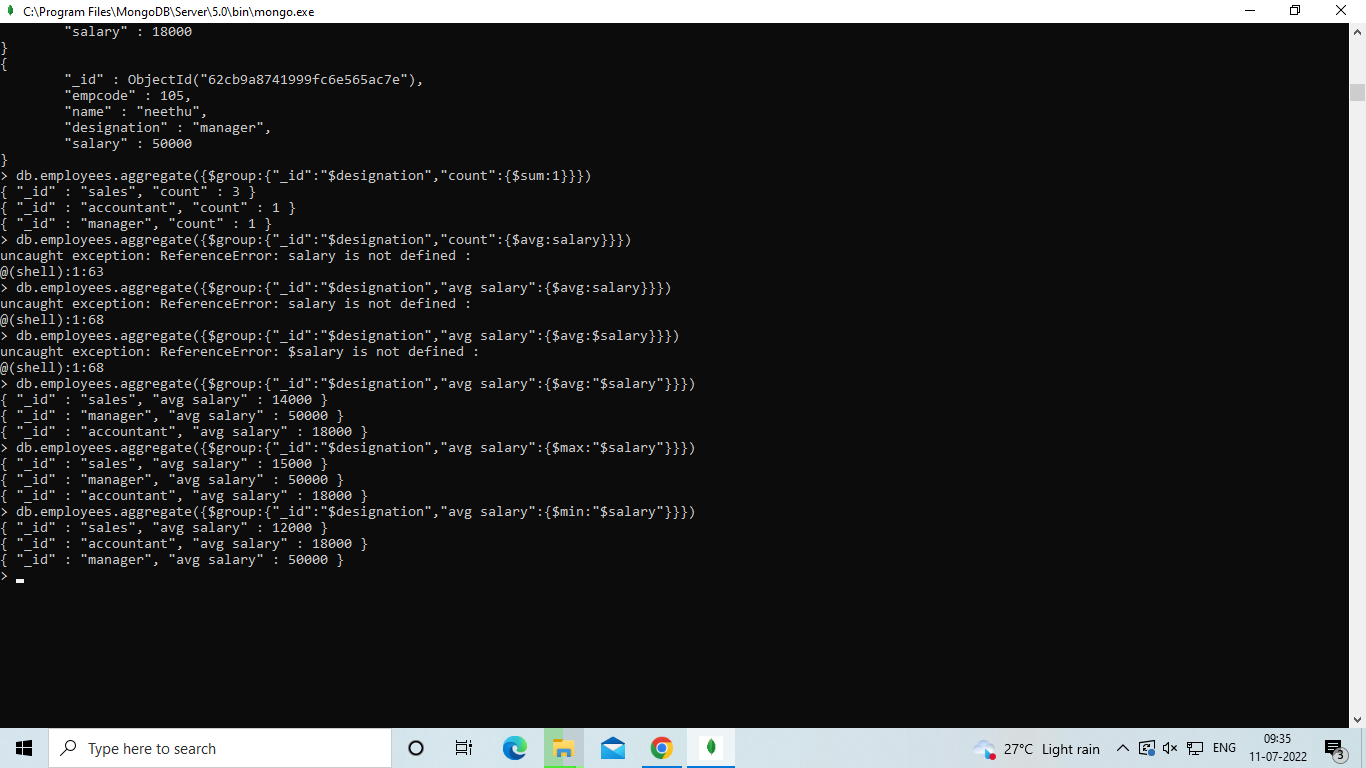 C:\Program Files\MongoDB\Server\5.0\bin\mongo.exe
"salary" : 18000
}
{
"_id" : ObjectId("62cb9a8741999fc6e565ac7e"),
"empcode" : 105,
"name" : "neethu",
"designation" : "manager",
"salary" : 50000
}
> db.employees.aggregate({$group:{"_id":"$designation","count":{$sum:1}}})
{ "_id" : "sales", "count" : 3 }
{ "_id" : "accountant", "count" : 1 }
{ "_id" : "manager", "count" : 1 }
> db.employees.aggregate({$group:{"_id":"$designation","count":{$avg:salary}}})
uncaught exception: ReferenceError: salary is not defined :
@(shell):1:63
> db.employees.aggregate({$group:{"_id":"$designation","avg salary":{$avg:salary}}})
uncaught exception: ReferenceError: salary is not defined :
@(shell):1:68
> db.employees.aggregate({$group:{"_id":"$designation","avg salary":{$avg:$salary}}})
uncaught exception: ReferenceError: $salary is not defined :
@(shell):1:68
> db.employees.aggregate({$group:{"_id":"$designation","avg salary":{$avg:"$salary"}}})
{ "_id" : "sales", "avg salary" : 14000 }
{ "_id" : "manager", "avg salary" : 50000 }
{ "_id" : "accountant", "avg salary" : 18000 }
> db.employees.aggregate({$group:{"_id":"$designation","avg salary":{$max:"$salary"}}})
{ "_id" : "sales", "avg salary" : 15000 }
{ "_id" : "manager", "avg salary" : 50000 }
{ "_id" : "accountant", "avg salary" : 18000 }
> db.employees.aggregate({$group:{"_id":"$designation","avg salary":{$min:"$salary"}}})
{ "_id" : "sales", "avg salary" : 12000 }
{ "_id" : "accountant", "avg salary" : 18000 }
{ "_id" : "manager", "avg salary" : 50000 }
>
Type here to search
27°C Light rain
ENG
09:35
11-07-2022
3